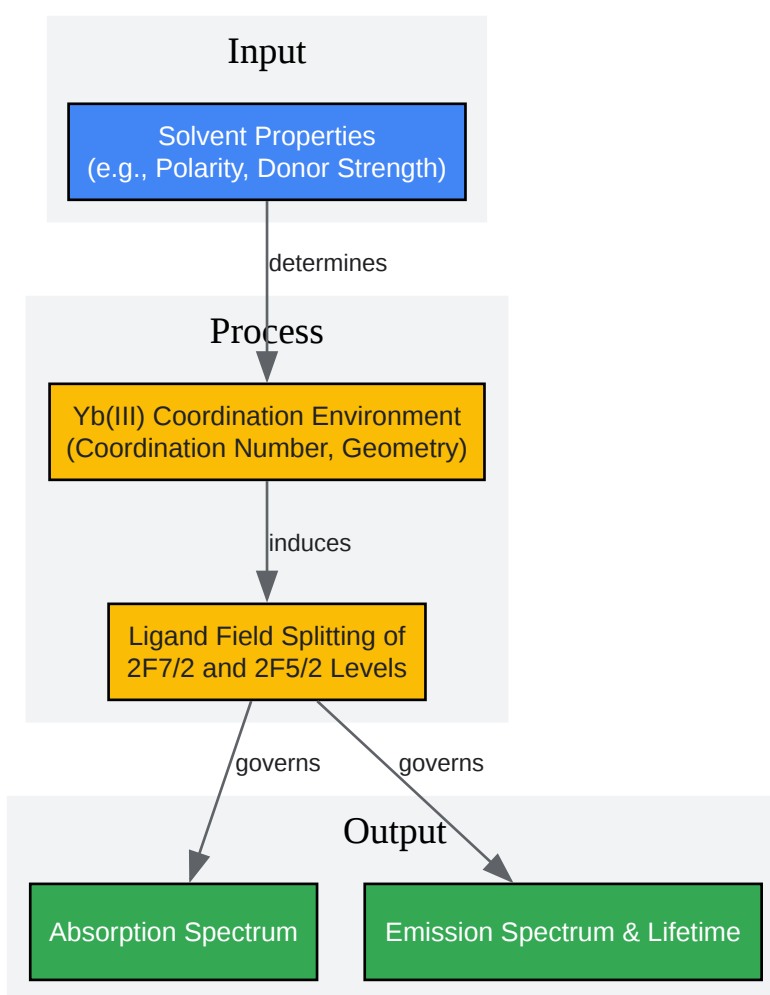 Input
Solvent Properties
(e.g., Polarity, Donor Strength)
determines
Process
Yb(III) Coordination Environment
(Coordination Number, Geometry)
induces
Ligand Field Splitting of
2F7/2 and 2F5/2 Levels
governs
governs
Output
Absorption Spectrum
Emission Spectrum & Lifetime